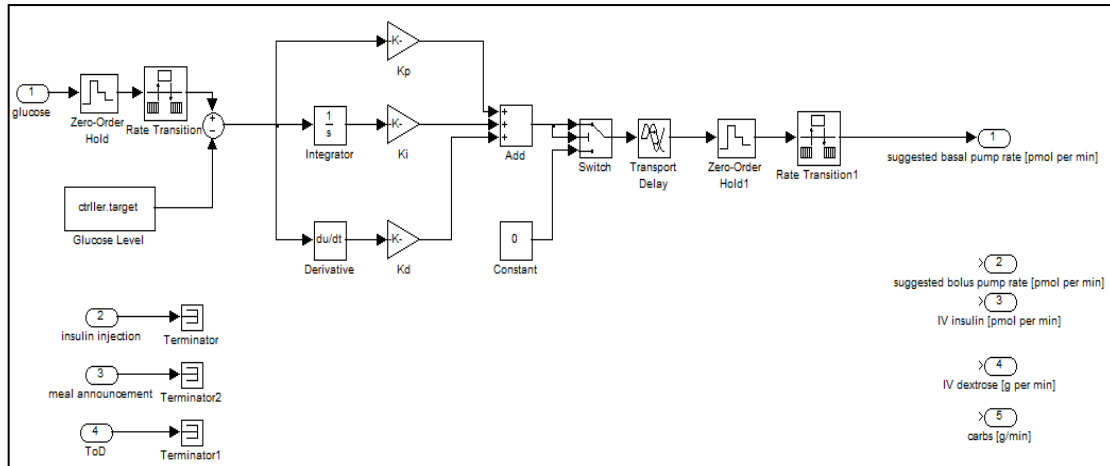 -K-
Kp
1
glucose
Zero-Order
Hold
Rate Transition
+
−
1
s
Integrator
-K-
Ki
+
+
+
Add
Switch
Transport
Delay
Zero-Order
Hold1
Rate Transition1
1
suggested basal pump rate [pmol per min]
ctrller.target
Glucose Level
du/dt
Derivative
-K-
Kd
0
Constant
2
suggested bolus pump rate [pmol per min]
3
IV insulin [pmol per min]
2
insulin injection
Terminator
3
meal announcement
Terminator2
4
IV dextrose [g per min]
4
ToD
Terminator1
5
carbs [g/min]